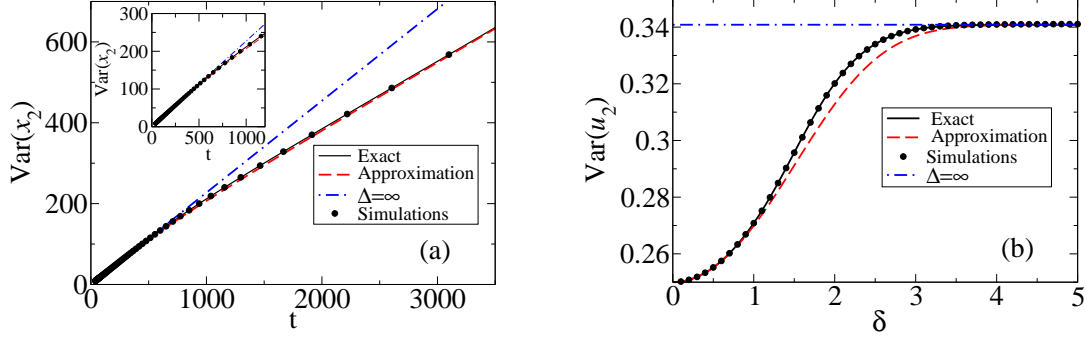 600
400
200
0
Var(x₂)
0
1000
2000
3000
t
300
200
100
0
Var(x₂)
0
500
1000
t
Exact
Approximation
Δ=∞
Simulations
(a)
0.34
0.32
0.3
0.28
0.26
Var(u₂)
0
1
2
3
4
5
δ
Exact
Approximation
Simulations
Δ=∞
(b)